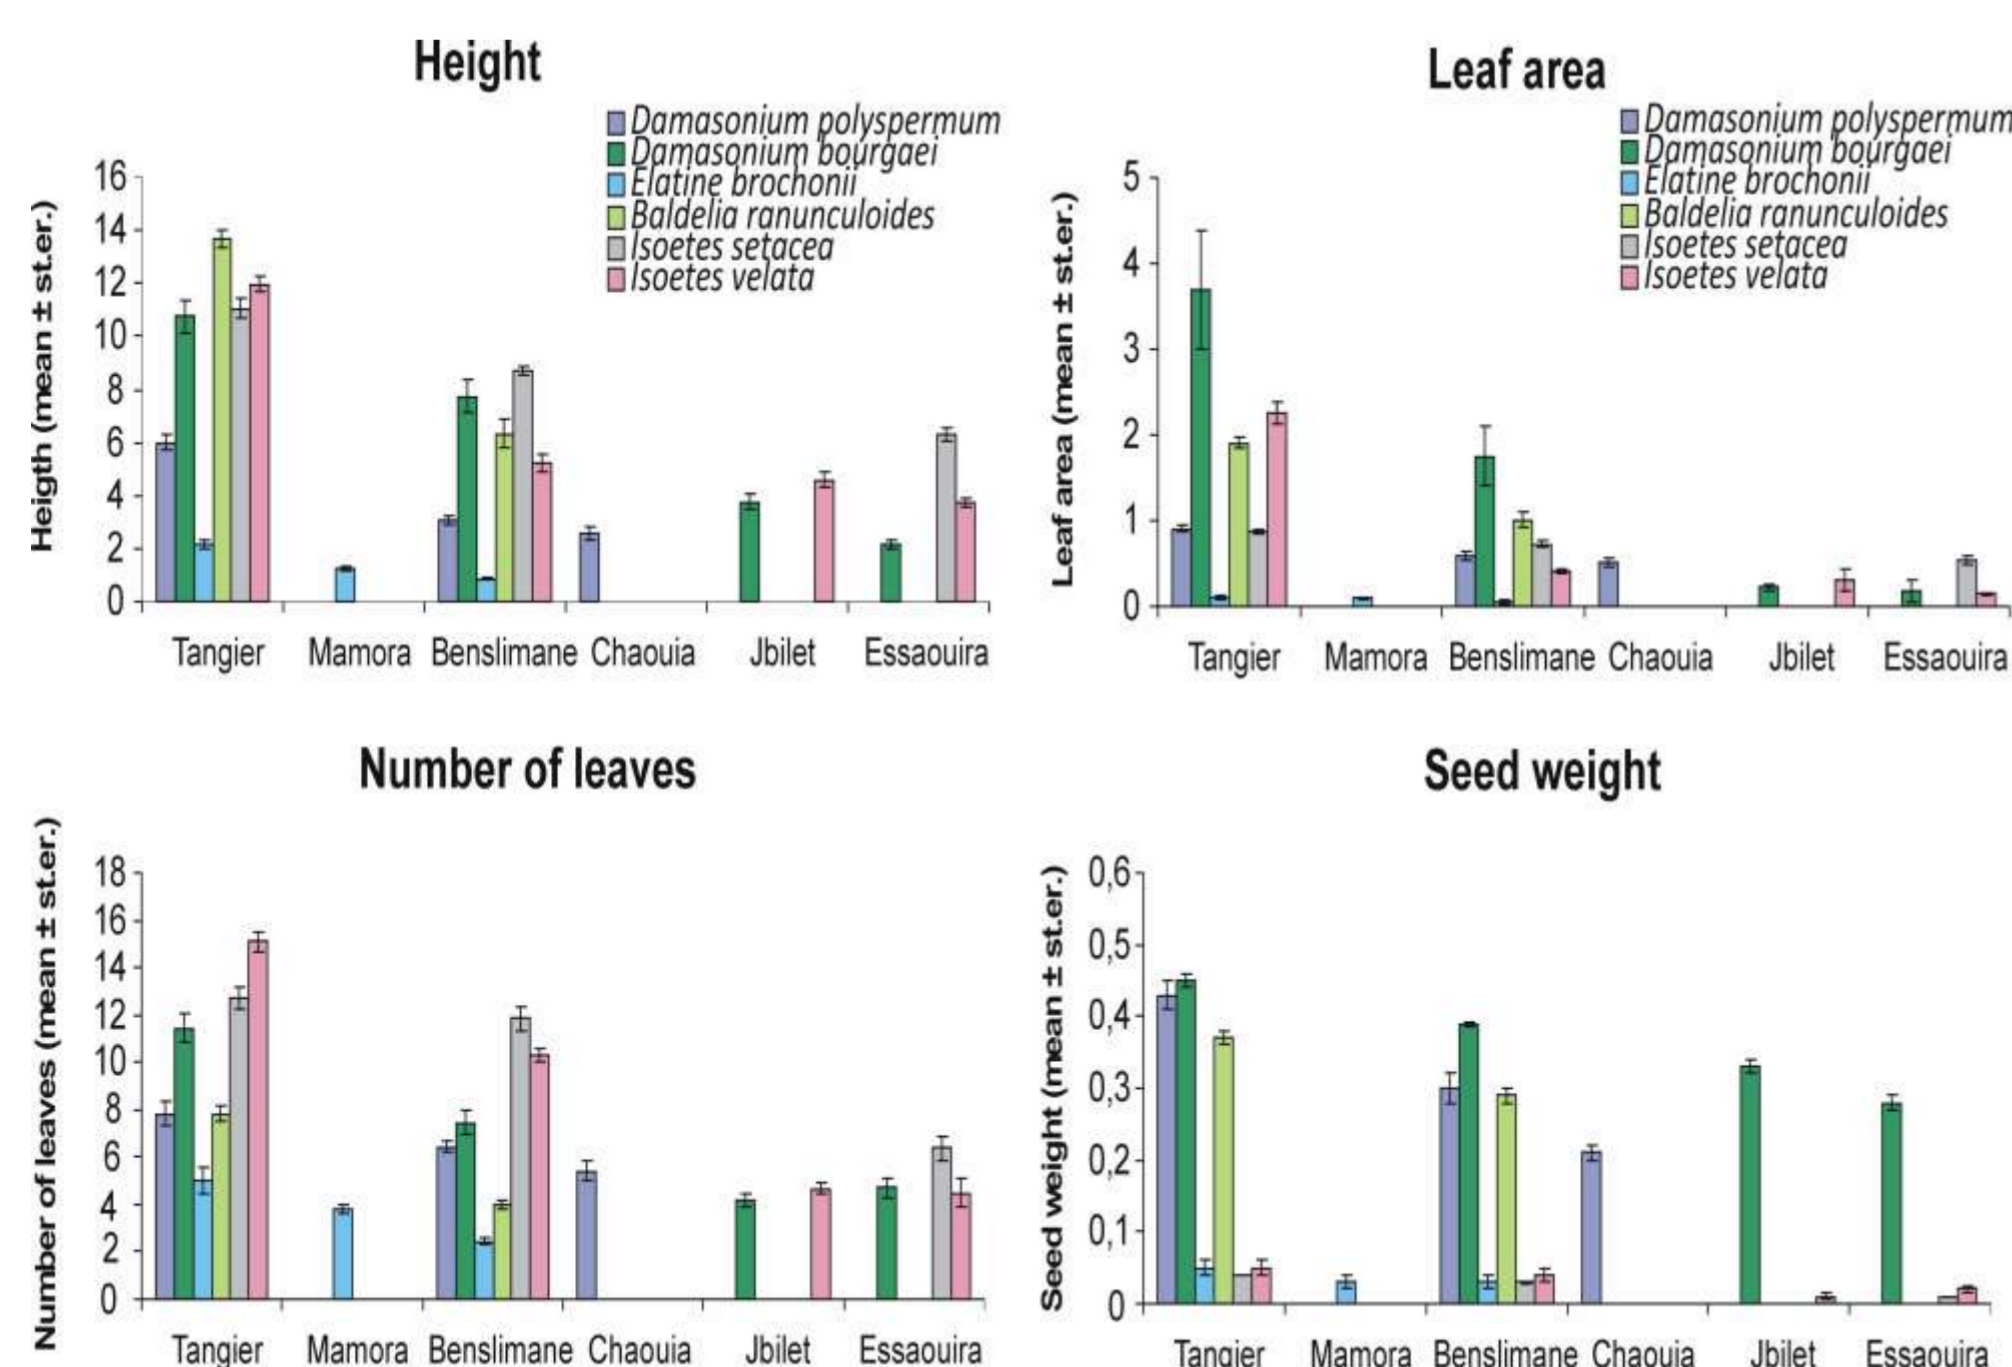 Height
Damasonium polyspermum
Damasonium bourgaei
Elatine brochonii
Baldelia ranunculoides
Isoetes setacea
Isoetes velata
Heigth (mean ± st.er.)
16
14
12
10
8
6
4
2
0
Tangier Mamora Benslimane Chaouia Jbilet Essaouira
Leaf area
Damasonium polyspermum
Damasonium bourgaei
Elatine brochonii
Baldelia ranunculoides
Isoetes setacea
Isoetes velata
Leaf area (mean ± st.er.)
5
4
3
2
1
0
Tangier Mamora Benslimane Chaouia Jbilet Essaouira
Number of leaves
Number of leaves (mean ± st.er.)
18
16
14
12
10
8
6
4
2
0
Tangier Mamora Benslimane Chaouia Jbilet Essaouira
Seed weight
Seed weight (mean ± st.er.)
0,6
0,5
0,4
0,3
0,2
0,1
0
Tangier Mamora Benslimane Chaouia Jbilet Essaouira